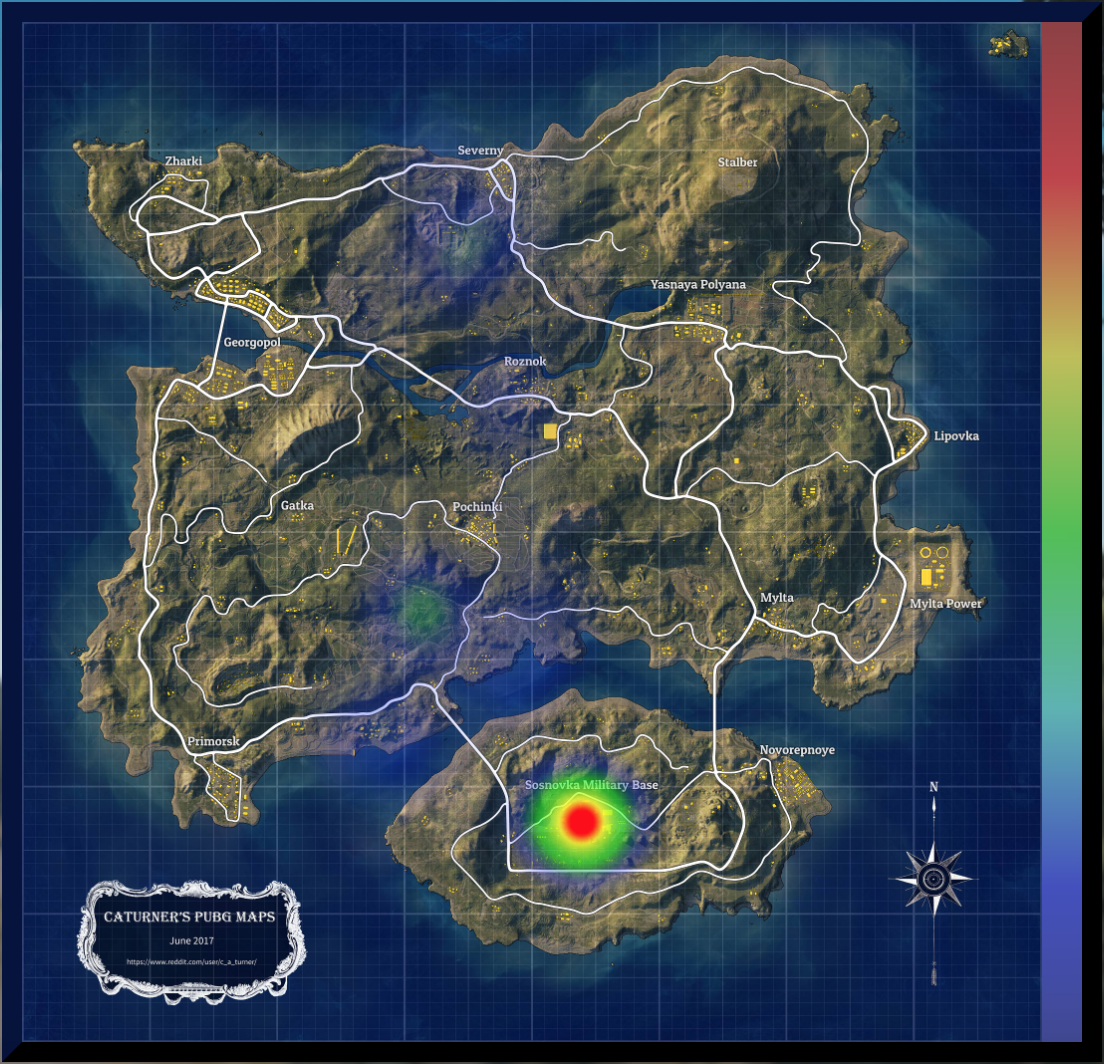 Severny
Zharki
Stalber
Yasnaya Polyana
Georgopol
Roznok
Lipovka
Gatka
Pochinki
Mylta
Mylta Power
Primorsk
Novorepnoye
Sosnovka Military Base
N
CATURNER'S PUBG MAPS
June 2017
https://www.reddit.com/user/c_a_turner/